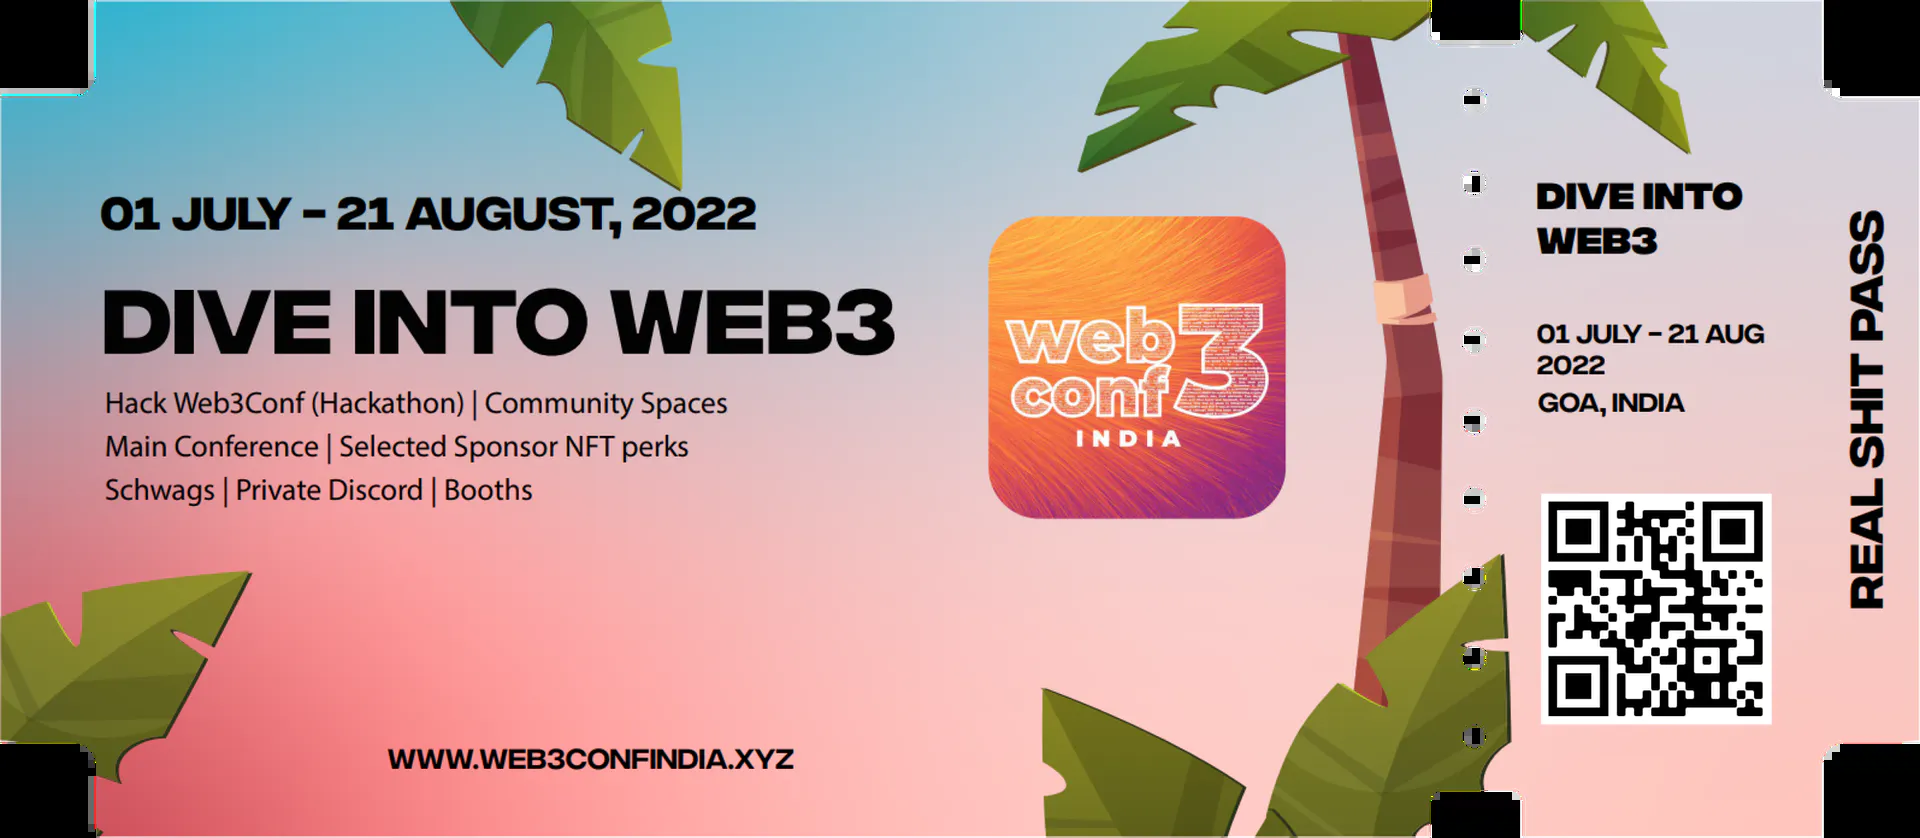 01 JULY - 21 AUGUST, 2022
DIVE INTO WEB3
Hack Web3Conf (Hackathon) | Community Spaces
Main Conference | Selected Sponsor NFT perks
Schwags | Private Discord | Booths
WWW.WEB3CONFINDIA.XYZ
web
conf3
INDIA
DIVE INTO
WEB3
01 JULY - 21 AUG
2022
GOA, INDIA
REAL SHIT PASS